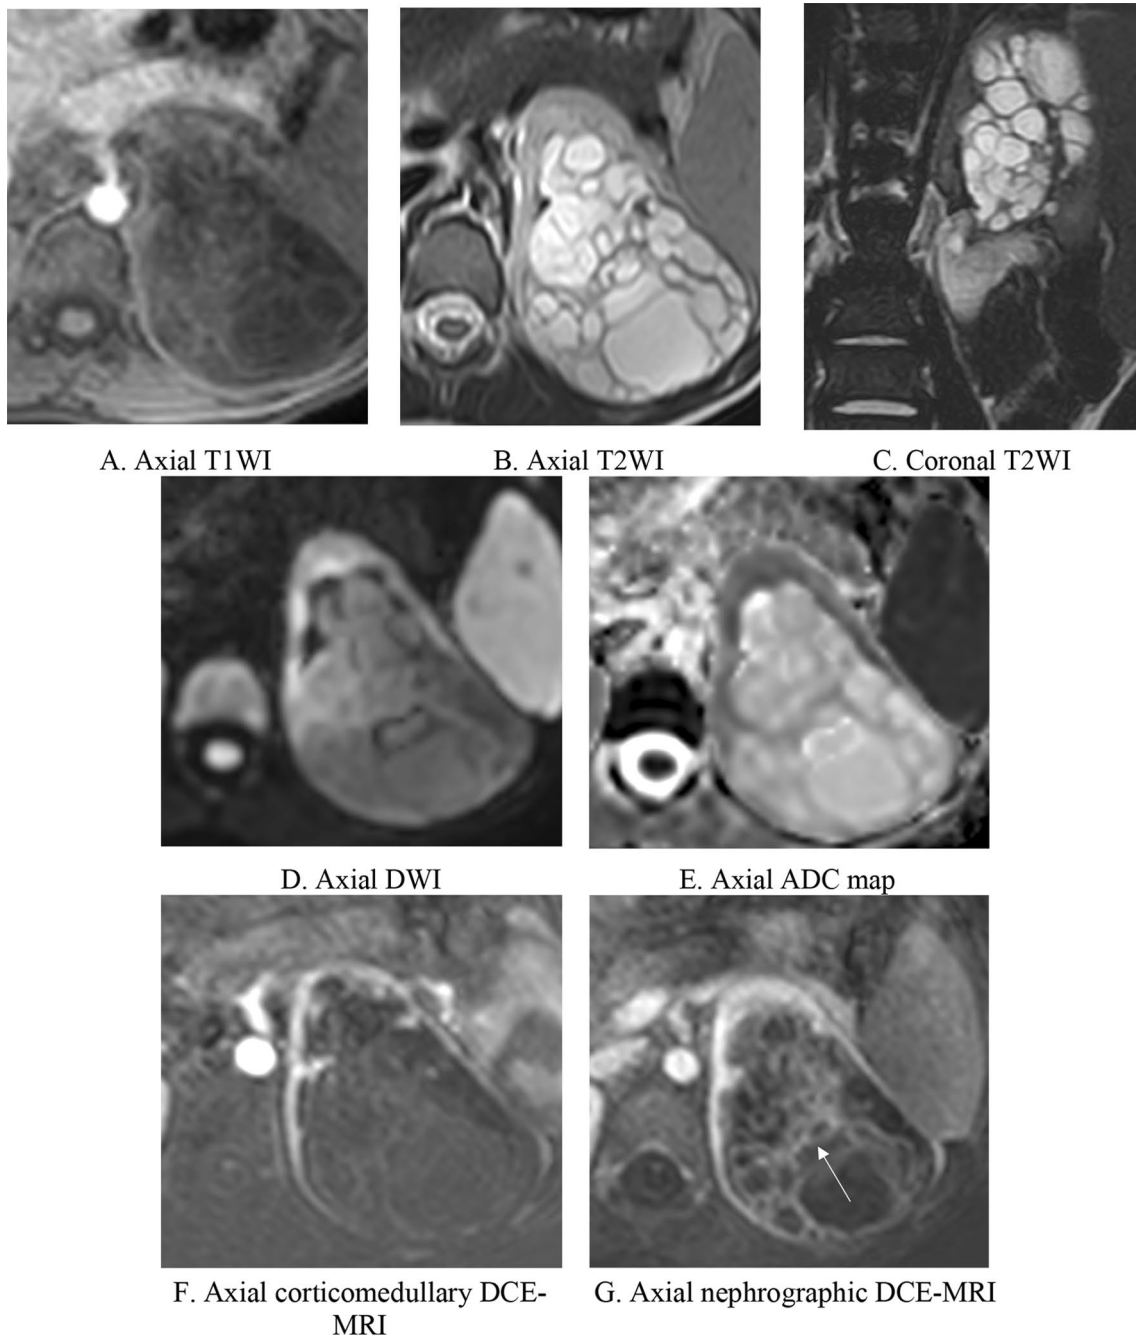 A. Axial T1WI
B. Axial T2WI
C. Coronal T2WI
D. Axial DWI
E. Axial ADC map
F. Axial corticomedullary DCE-
MRI
G. Axial nephrographic DCE-MRI